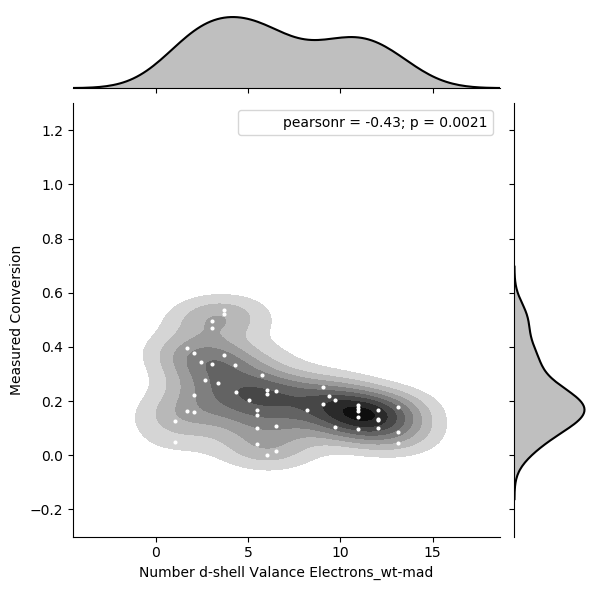 pearsonr = -0.43; p = 0.0021
1.2
1.0
0.8
0.6
0.4
0.2
0.0
−0.2
Measured Conversion
0 5 10 15
Number d-shell Valance Electrons_wt-mad